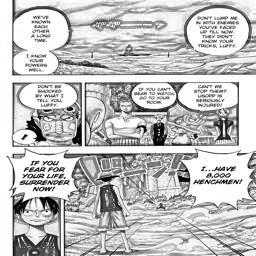 WE'VE
KNOWN
EACH
OTHER
A LONG
TIME.
I KNOW
YOUR
POWERS
WELL.
DON'T LUMP ME
IN WITH ENEMIES
YOU'VE FACED
UP TILL NOW.
THEY DON'T
KNOW YOUR
TRICKS, LUFFY.
DON'T BE
SHOCKED BY
WHAT I
TELL YOU,
LUFFY.
IF YOU CAN'T
BEAR TO WATCH
GO TO
YOUR ROOM.
CAN'T WE
STOP THEM?
USOPP IS
SERIOUSLY
INJURED!
IF YOU
FEAR FOR
YOUR LIFE,
SURRENDER
NOW!
I...HAVE
8,000
HENCHMEN!